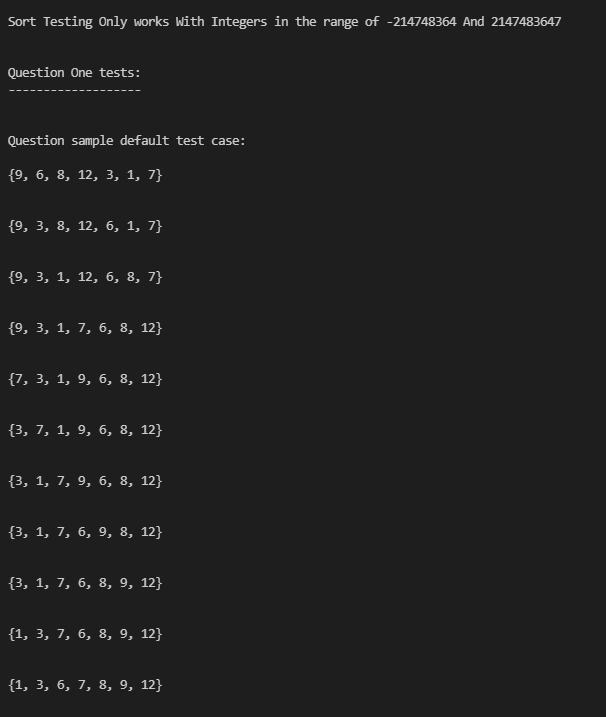 Sort Testing Only works With Integers in the range of -214748364 And 2147483647
Question One tests:
-------------------
Question sample default test case:
{9, 6, 8, 12, 3, 1, 7}
{9, 3, 8, 12, 6, 1, 7}
{9, 3, 1, 12, 6, 8, 7}
{9, 3, 1, 7, 6, 8, 12}
{7, 3, 1, 9, 6, 8, 12}
{3, 7, 1, 9, 6, 8, 12}
{3, 1, 7, 9, 6, 8, 12}
{3, 1, 7, 6, 9, 8, 12}
{3, 1, 7, 6, 8, 9, 12}
{1, 3, 7, 6, 8, 9, 12}
{1, 3, 6, 7, 8, 9, 12}